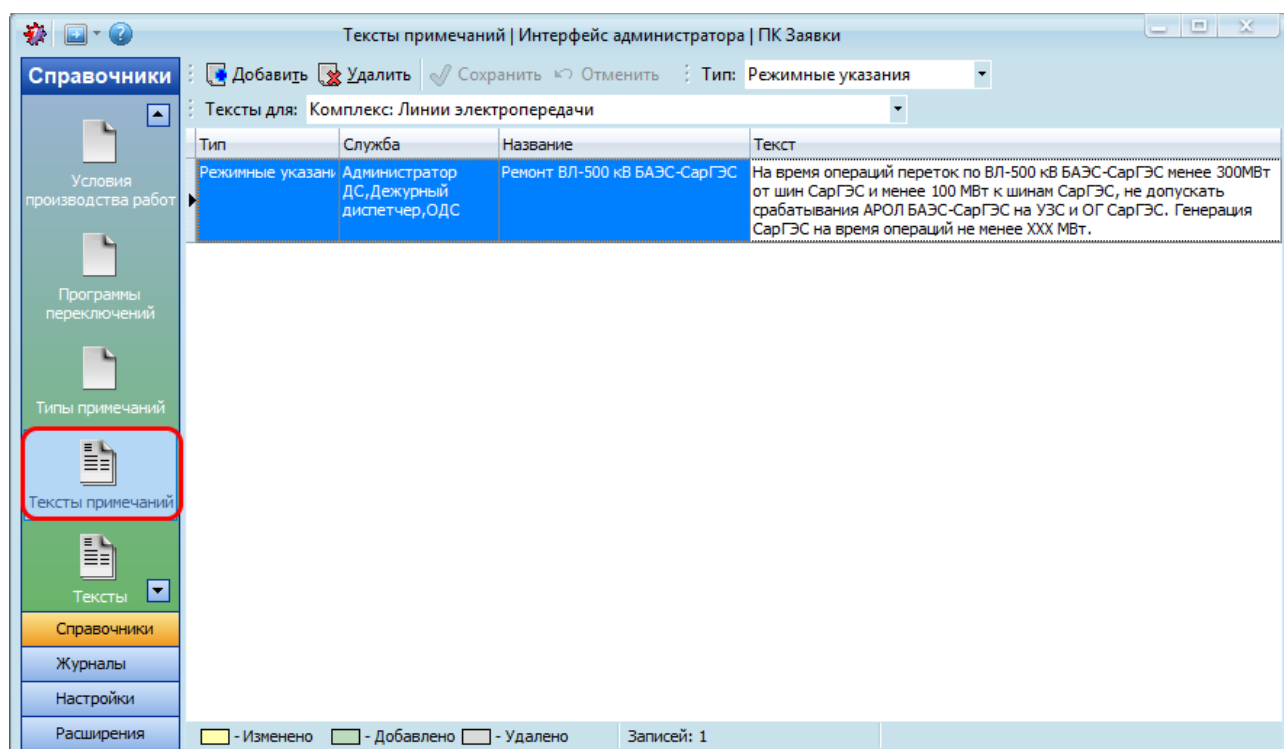 Тексты примечаний | Интерфейс администратора | ПК Заявки
Справочники
Добавить Удалить Сохранить Отменить Тип: Режимные указания
Тексты для: Комплекс: Линии электропередачи
Тип Служба Название Текст
Режимные указани
Администратор
ДС,Дежурный
диспетчер,ОДС
Ремонт ВЛ-500 кВ БАЭС-СарГЭС
На время операций переток по ВЛ-500 кВ БАЭС-СарГЭС менее 300МВт
от шин СарГЭС и менее 100 МВт к шинам СарГЭС, не допускать
срабатывания АРОЛ БАЭС-СарГЭС на УЗС и ОГ СарГЭС. Генерация
СарГЭС на время операций не менее XXX МВт.
Условия
производства работ
Программы
переключений
Типы примечаний
Тексты примечаний
Тексты
Справочники
Журналы
Настройки
Расширения
- Изменено - Добавлено - Удалено Записей: 1